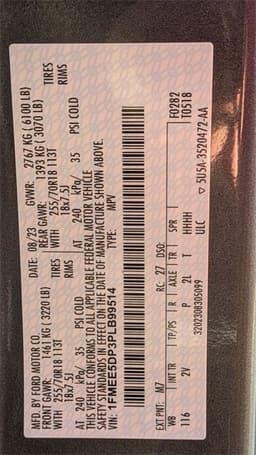 MFD. BY FORD MOTOR CO.
DATE: 08/23 GVWR: 2767 KG ( 6100 LB)
FRONT GAWR: 1461 KG ( 3220 LB) REAR GAWR: 1393 KG ( 3070 LB)
WITH 255/70R18 113T TIRES WITH 255/70R18 113T TIRES
18x7.5J RIMS 18x7.5J RIMS
AT 240 kPa/ 35 PSI COLD AT 240 kPa/ 35 PSI COLD
THIS VEHICLE CONFORMS TO ALL APPLICABLE FEDERAL MOTOR VEHICLE
SAFETY STANDARDS IN EFFECT ON THE DATE OF MANUFACTURE SHOWN ABOVE.
VIN: 1FMEE5DP3PLB99514 TYPE: MPV
F0282
T0518
EXT PNT: M7 RC: 27 DSO:
WB INT TR TP/PS R AXLE TR SPR
116 2V P 2L T HHHH
3202308305099 ULC
5U5A-3520472-AA